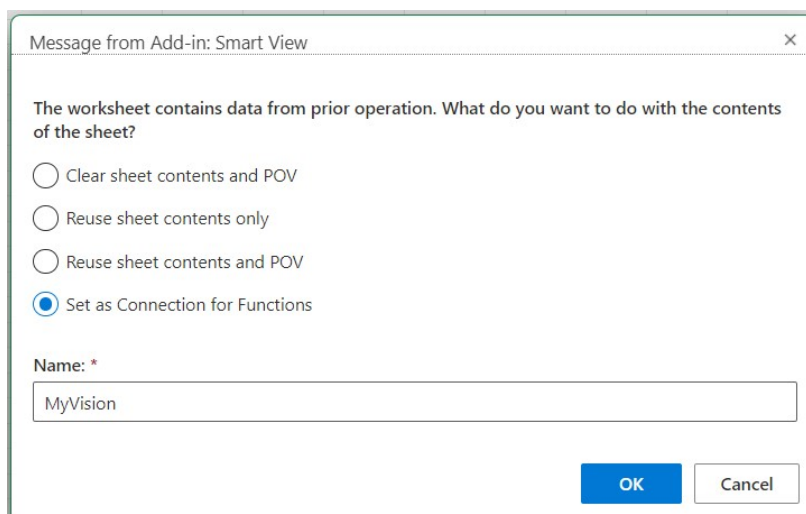 Message from Add-in: Smart View
The worksheet contains data from prior operation. What do you want to do with the contents
of the sheet?
Clear sheet contents and POV
Reuse sheet contents only
Reuse sheet contents and POV
Set as Connection for Functions
Name: *
MyVision
OK Cancel